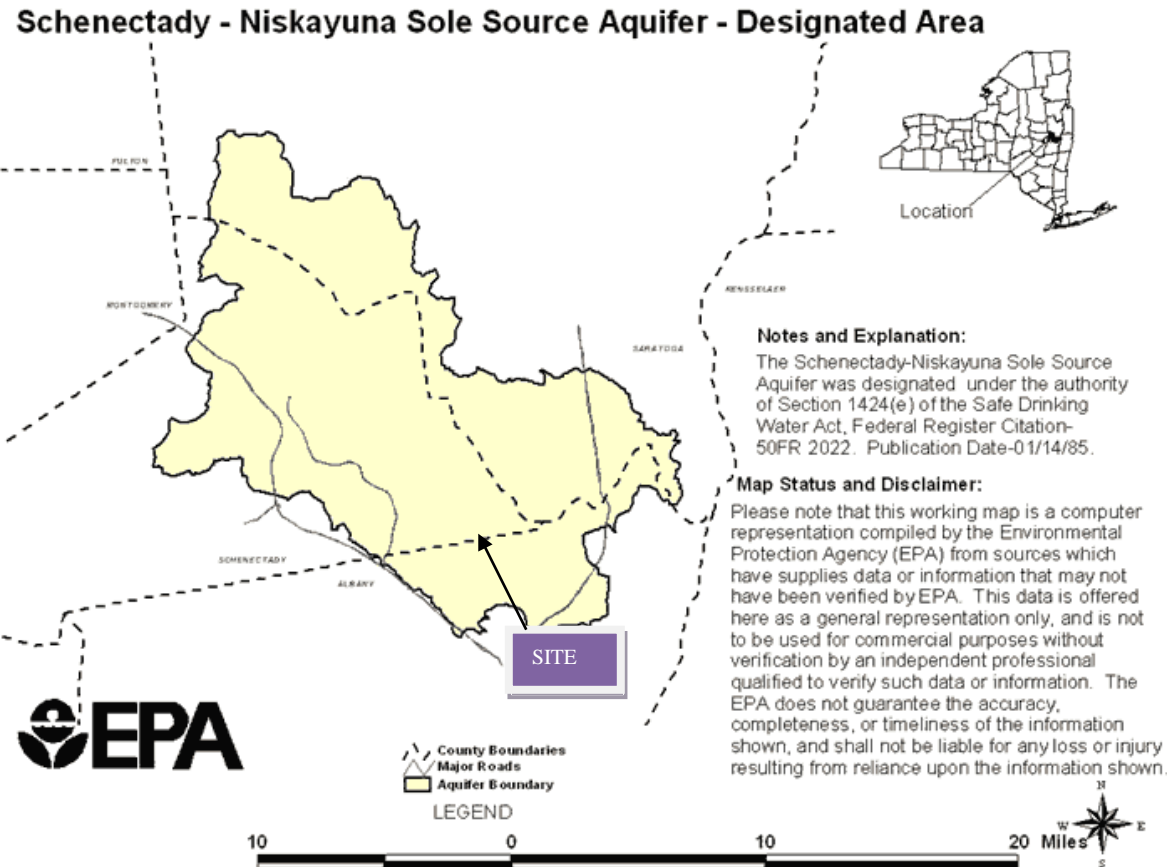 Schenectady - Niskayuna Sole Source Aquifer - Designated Area
FULTON
Location
MONTGOMERY
RENSSELAER
SARATOGA
Notes and Explanation:
The Schenectady-Niskayuna Sole Source
Aquifer was designated under the authority
of Section 1424(e) of the Safe Drinking
Water Act, Federal Register Citation-
50FR 2022. Publication Date-01/14/85.
Map Status and Disclaimer:
Please note that this working map is a computer
representation compiled by the Environmental
Protection Agency (EPA) from sources which
have supplies data or information that may not
have been verified by EPA. This data is offered
here as a general representation only, and is not
to be used for commercial purposes without
verification by an independent professional
qualified to verify such data or information. The
EPA does not guarantee the accuracy,
completeness, or timeliness of the information
shown, and shall not be liable for any loss or injury
resulting from reliance upon the information shown.
SCHENECTADY
ALBANY
SITE
EPA
County Boundaries
Major Roads
Aquifer Boundary
LEGEND
10 0 10 20 Miles
N
W E
S